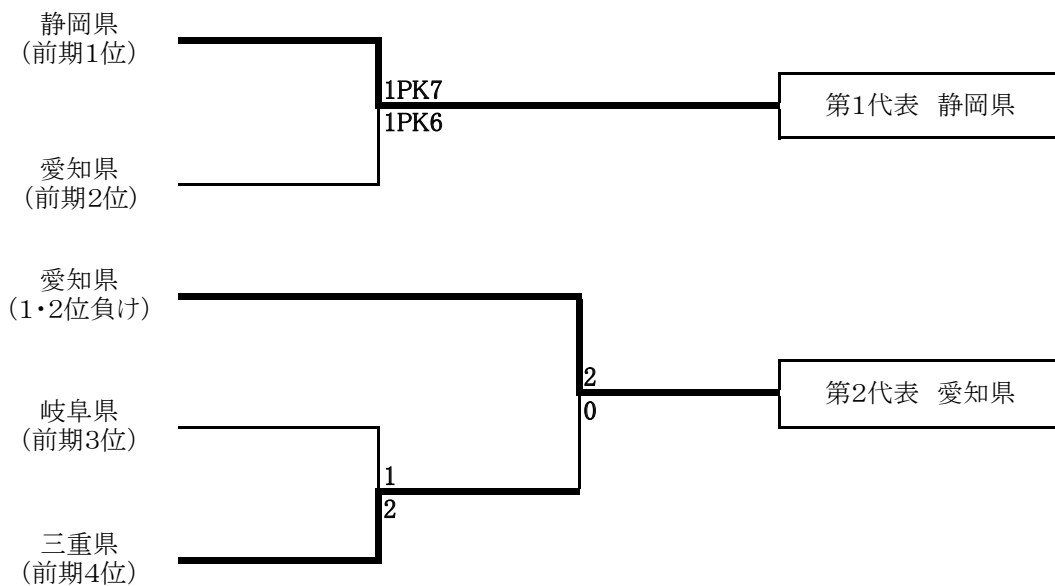 静岡県
(前期1位)
1PK7
1PK6
第1代表 静岡県
愛知県
(前期2位)
愛知県
(1・2位負け)
2
0
第2代表 愛知県
岐阜県
(前期3位)
1
2
三重県
(前期4位)